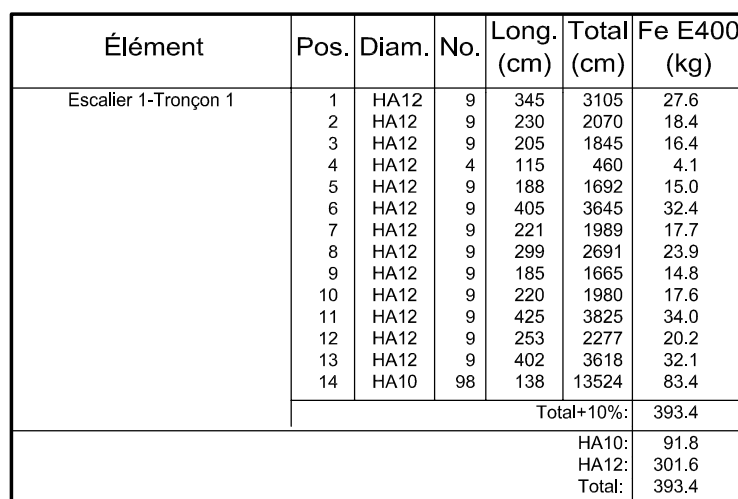 Élément Pos. Diam. No. Long. (cm) Total (cm) Fe E400 (kg)
Escalier 1-Tronçon 1 1 HA12 9 345 3105 27.6
2 HA12 9 230 2070 18.4
3 HA12 9 205 1845 16.4
4 HA12 4 115 460 4.1
5 HA12 9 188 1692 15.0
6 HA12 9 405 3645 32.4
7 HA12 9 221 1989 17.7
8 HA12 9 299 2691 23.9
9 HA12 9 185 1665 14.8
10 HA12 9 220 1980 17.6
11 HA12 9 425 3825 34.0
12 HA12 9 253 2277 20.2
13 HA12 9 402 3618 32.1
14 HA10 98 138 13524 83.4
Total+10%: 393.4
HA10: 91.8
HA12: 301.6
Total: 393.4